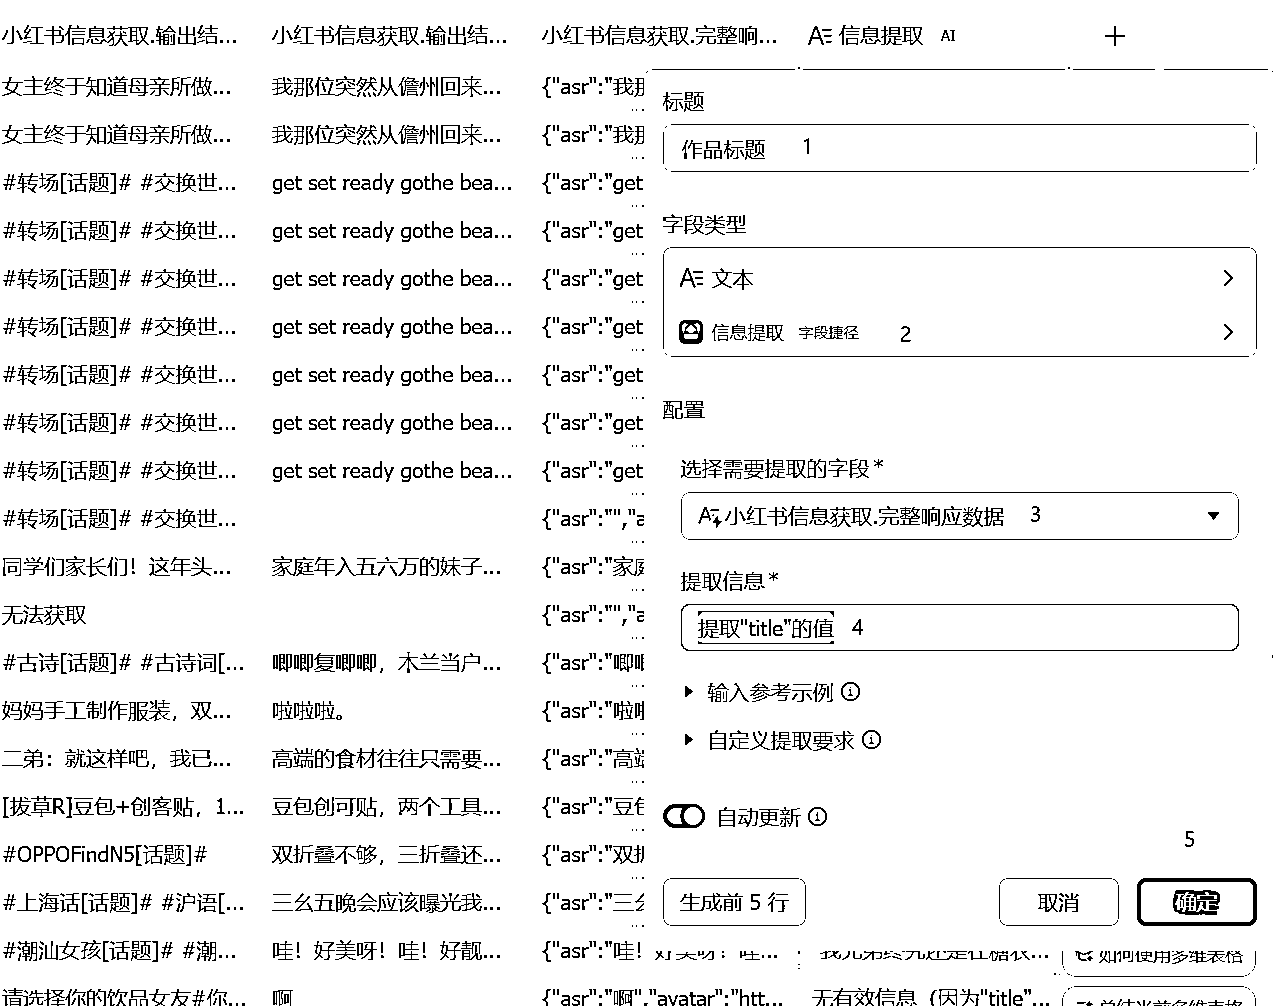 小红书信息获取.输出结... 小红书信息获取.输出结... 小红书信息获取.完整响... 信息提取 AI +
女主终于知道母亲所做... 我那位突然从儋州回来... {"asr":"我那
女主终于知道母亲所做... 我那位突然从儋州回来... {"asr":"我那
#转场[话题]# #交换世... get set ready gothe bea... {"asr":"get
#转场[话题]# #交换世... get set ready gothe bea... {"asr":"get
#转场[话题]# #交换世... get set ready gothe bea... {"asr":"get
#转场[话题]# #交换世... get set ready gothe bea... {"asr":"get
#转场[话题]# #交换世... get set ready gothe bea... {"asr":"get
#转场[话题]# #交换世... get set ready gothe bea... {"asr":"get
#转场[话题]# #交换世... get set ready gothe bea... {"asr":"get
#转场[话题]# #交换世... {"asr":"","a
同学们家长们！这年头... 家庭年入五六万的妹子... {"asr":"家庭
无法获取 {"asr":"","a
#古诗[话题]# #古诗词[... 唧唧复唧唧，木兰当户... {"asr":"唧唧
妈妈手工制作服装，双... 啦啦啦。 {"asr":"啦啦
二弟：就这样吧，我已... 高端的食材往往只需要... {"asr":"高端
[拔草R]豆包+创客贴，1... 豆包创可贴，两个工具... {"asr":"豆包
#OPPOFindN5[话题]# 双折叠不够，三折叠还... {"asr":"双折
#上海话[话题]# #沪语[... 三幺五晚会应该曝光我... {"asr":"三幺
#潮汕女孩[话题]# #潮... 哇！好美呀！哇！好靓... {"asr":"哇！好美呀！哇！...
请选择你的饮品女友#你... 啊 {"asr":"啊","avatar":"htt... 无有效信息（因为"title"...
标题
作品标题 1
字段类型
文本
信息提取 字段捷径 2
配置
选择需要提取的字段*
小红书信息获取.完整响应数据 3
提取信息*
提取"title"的值 4
输入参考示例
自定义提取要求
自动更新
5
生成前 5 行 取消 确定
如何使用多维表格